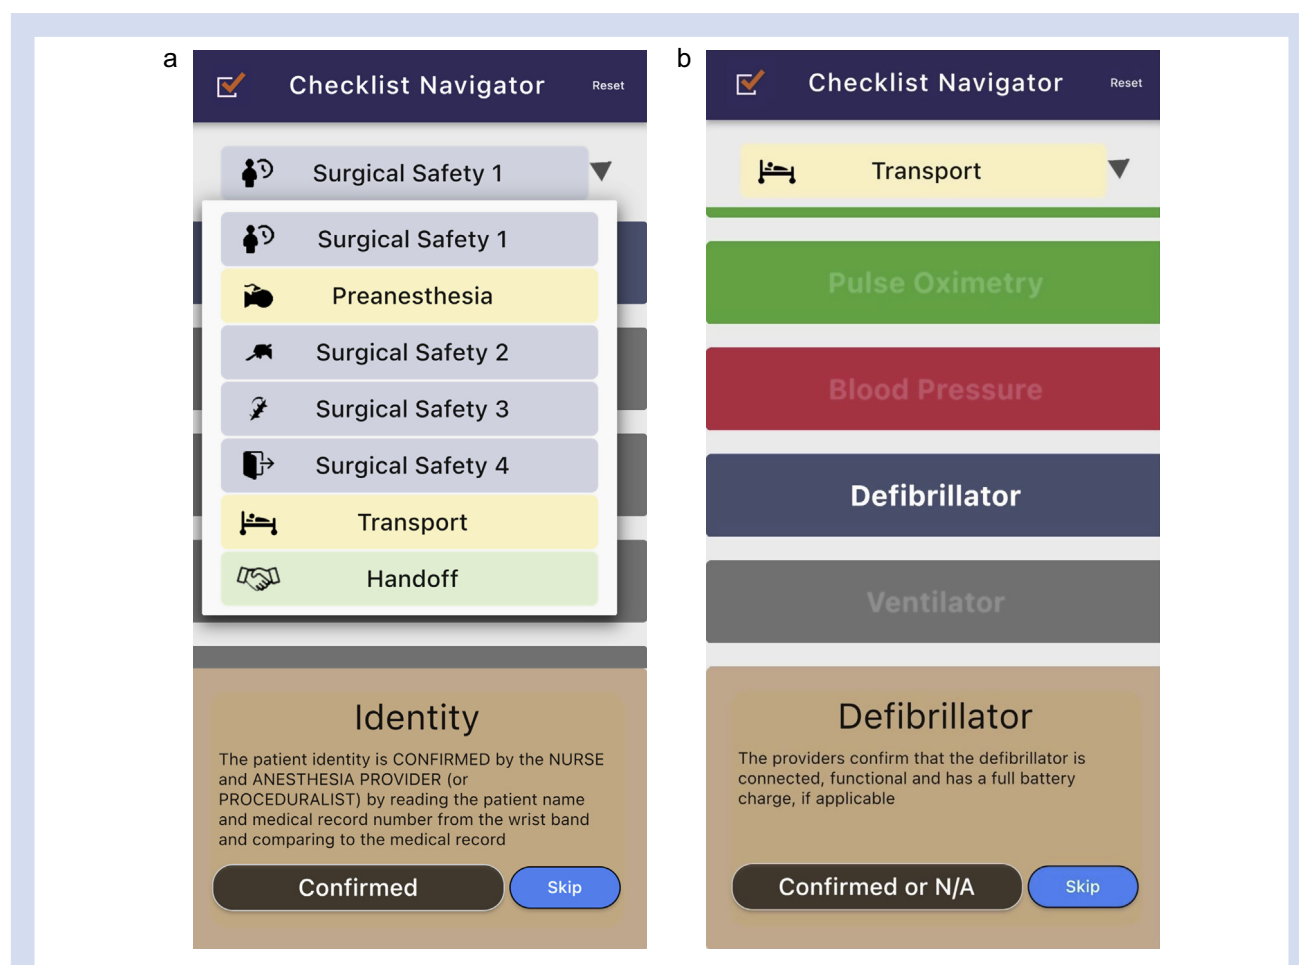 a
Checklist Navigator
Reset
Surgical Safety 1
Surgical Safety 1
Preanesthesia
Surgical Safety 2
Surgical Safety 3
Surgical Safety 4
Transport
Handoff
Identity
The patient identity is CONFIRMED by the NURSE
and ANESTHESIA PROVIDER (or
PROCEDURALIST) by reading the patient name
and medical record number from the wrist band
and comparing to the medical record
Confirmed
Skip
b
Checklist Navigator
Reset
Transport
Pulse Oximetry
Blood Pressure
Defibrillator
Ventilator
Defibrillator
The providers confirm that the defibrillator is
connected, functional and has a full battery
charge, if applicable
Confirmed or N/A
Skip